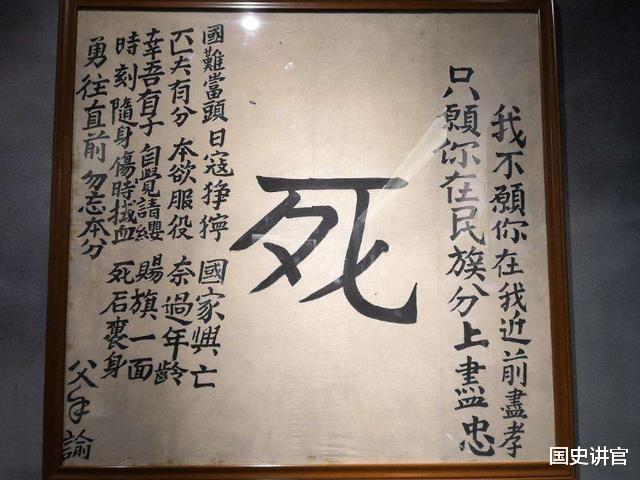 我不願你在我近前盡孝
只願你在民族分上盡忠
死
國難當頭 日寇猙獰 國家興亡
匹夫有分 本欲服役 奈過年齡
幸吾有子 自覺請纓 賜旗一面
時刻隨身 傷時拭血 死后裹身
勇往直前 勿忘本分
父手諭
国史讲官